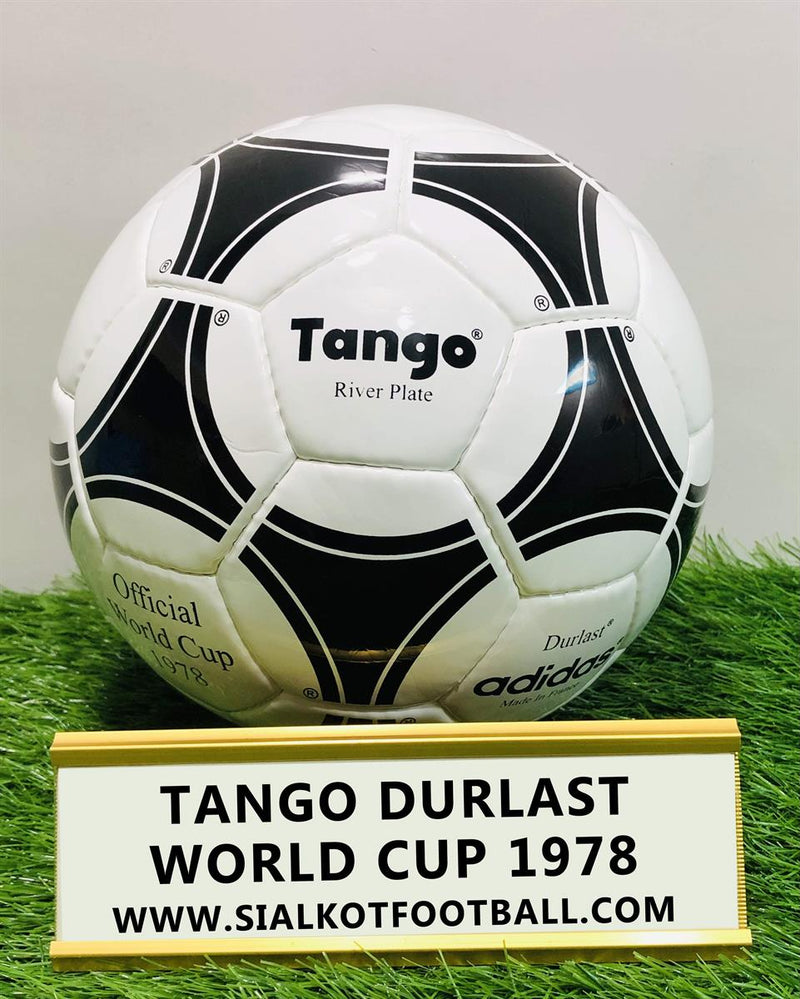 Tango®
River Plate
®
®
®
®
Official
World Cup
1978
Durlast®
adidas
Made In France
®
TANGO DURLAST
WORLD CUP 1978
WWW.SIALKOTFOOTBALL.COM